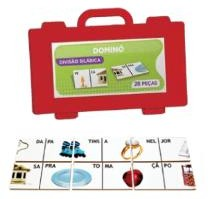 DOMINÓ
DIVISÃO SILÁBICA
28 PEÇAS
DA PA TINS A NEL JOR
SA PRA TO MA ÇÃ PO